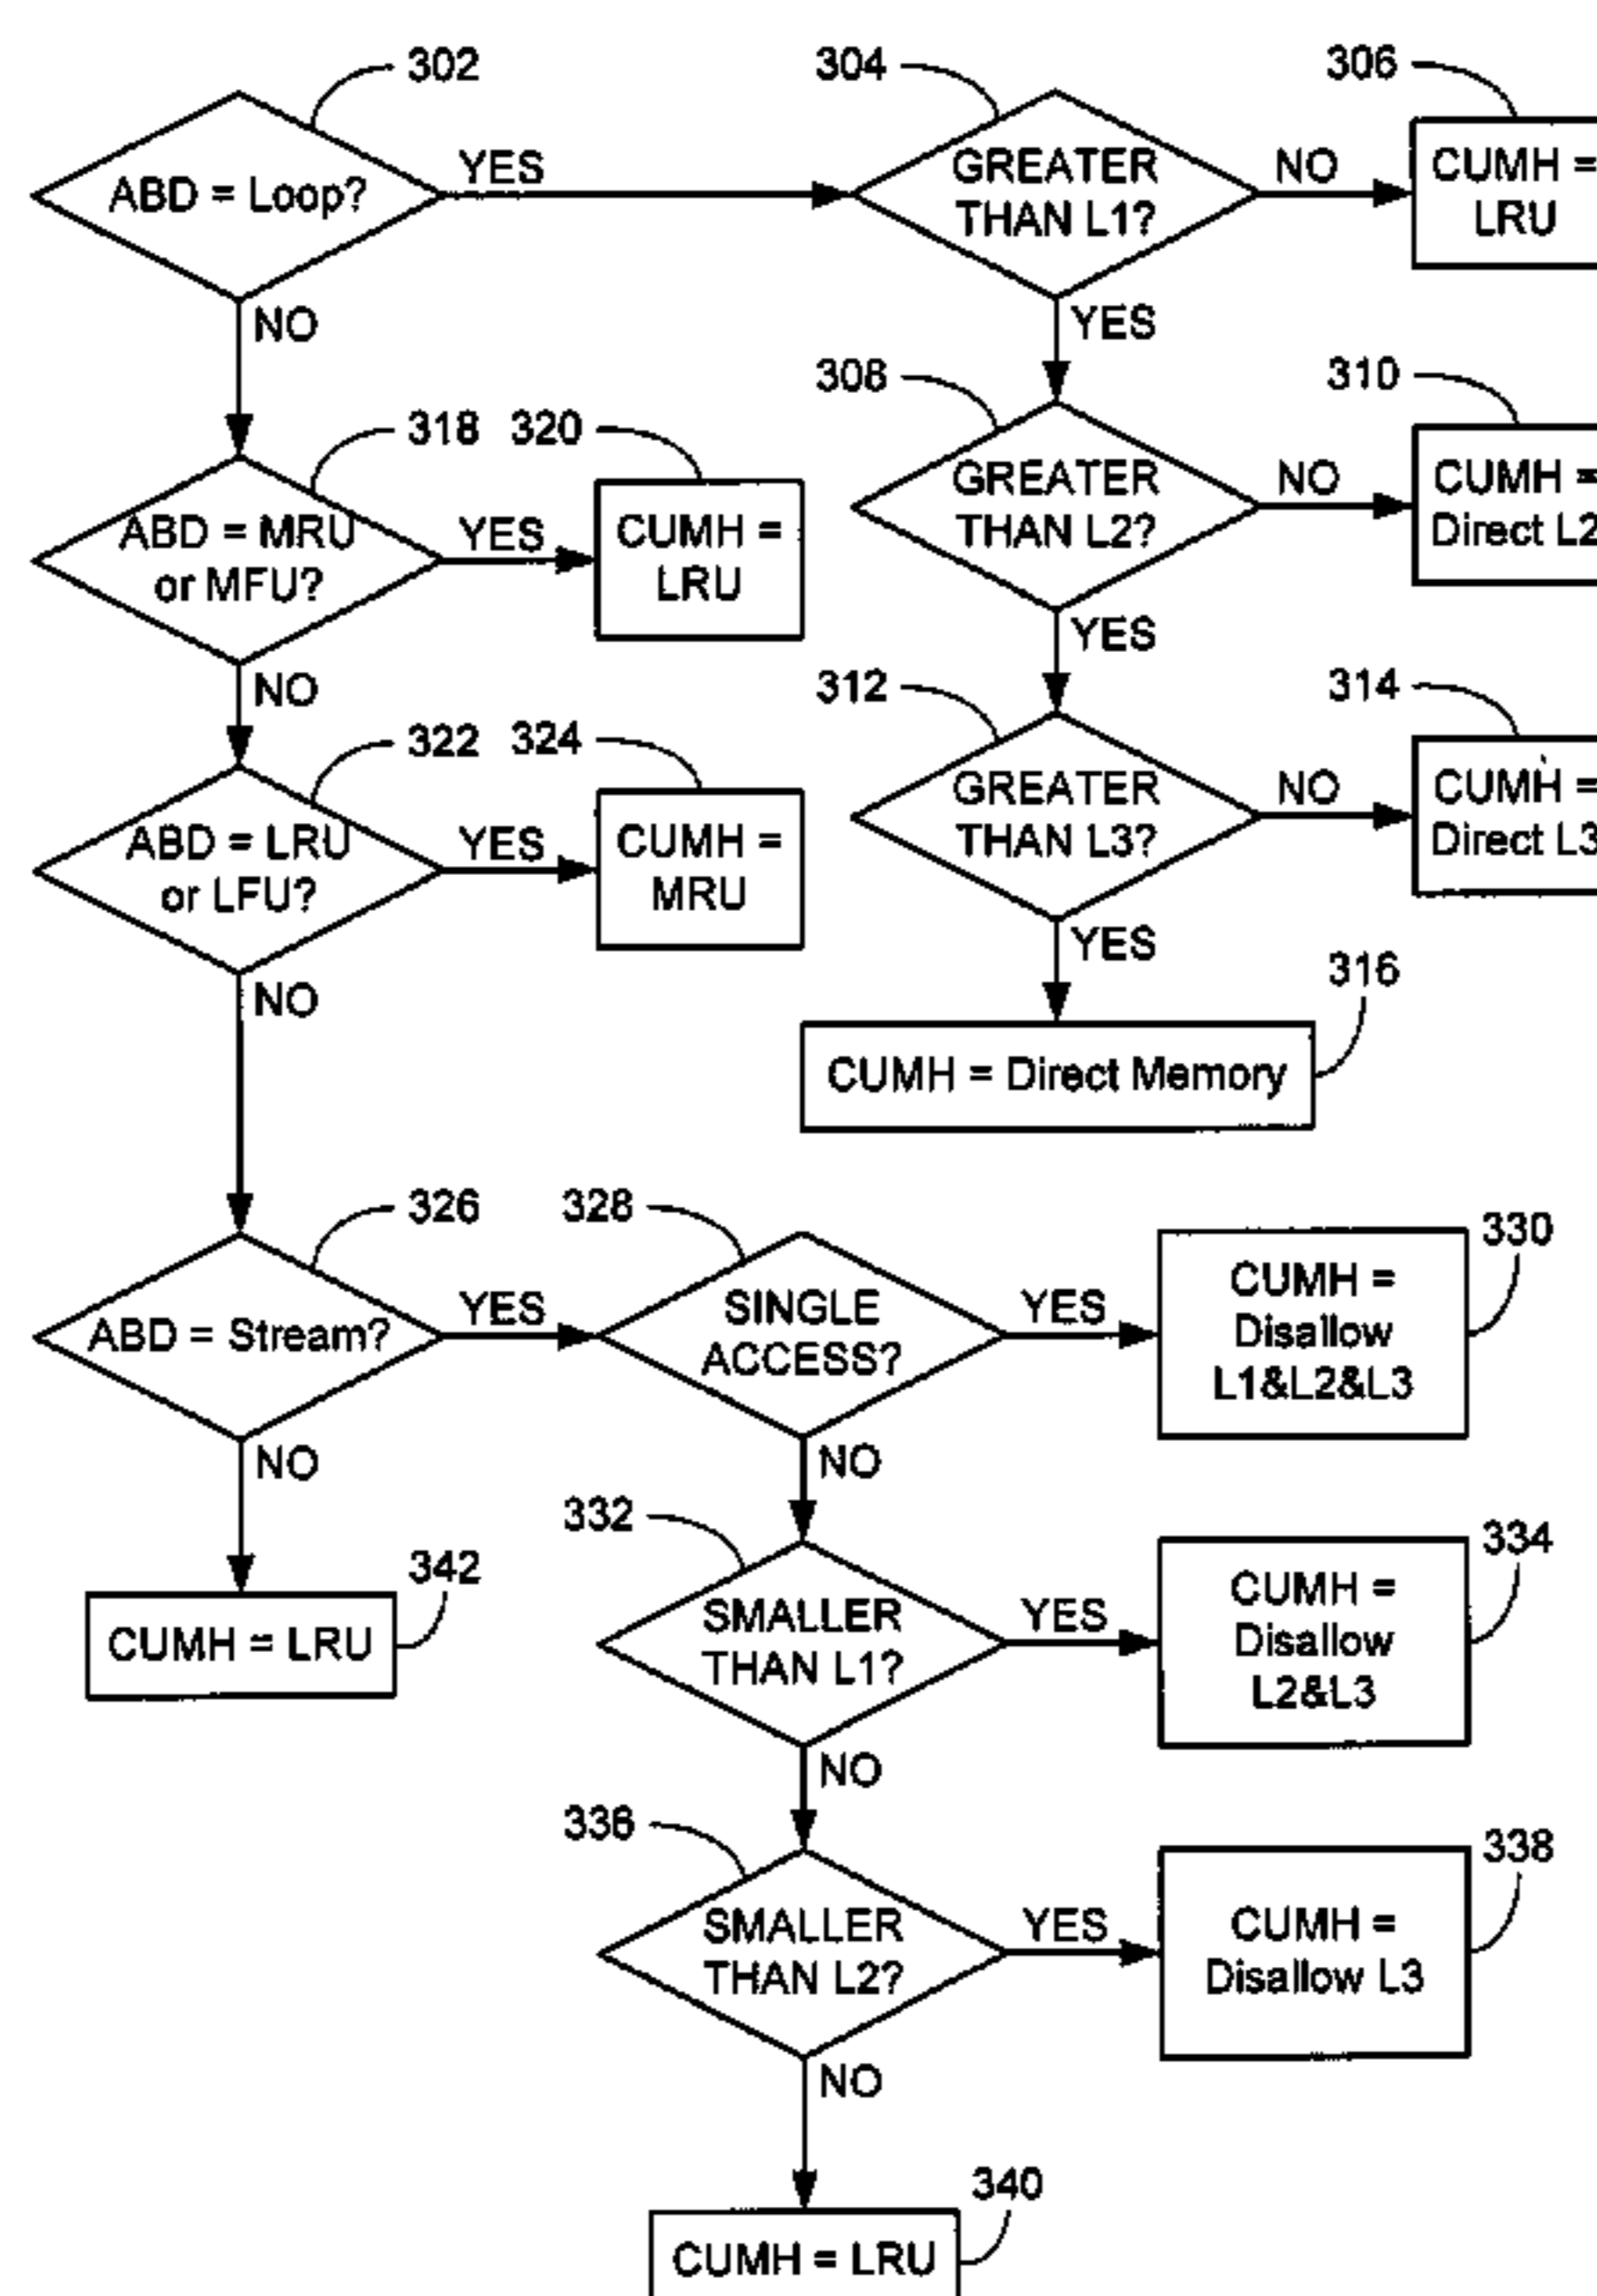 302
304
306
ABD = Loop?
YES
GREATER
THAN L1?
NO
CUMH =
LRU
NO
YES
308
310
318
320
GREATER
THAN L2?
NO
CUMH =
Direct L2
ABD = MRU
or MFU?
YES
CUMH =
LRU
YES
NO
312
314
322
324
GREATER
THAN L3?
NO
CUMH =
Direct L3
ABD = LRU
or LFU?
YES
CUMH =
MRU
YES
NO
316
CUMH = Direct Memory
326
328
330
ABD = Stream?
YES
SINGLE
ACCESS?
YES
CUMH =
Disallow
L1&L2&L3
NO
NO
332
334
342
CUMH = LRU
SMALLER
THAN L1?
YES
CUMH =
Disallow
L2&L3
NO
336
338
SMALLER
THAN L2?
YES
CUMH =
Disallow L3
NO
340
CUMH = LRU